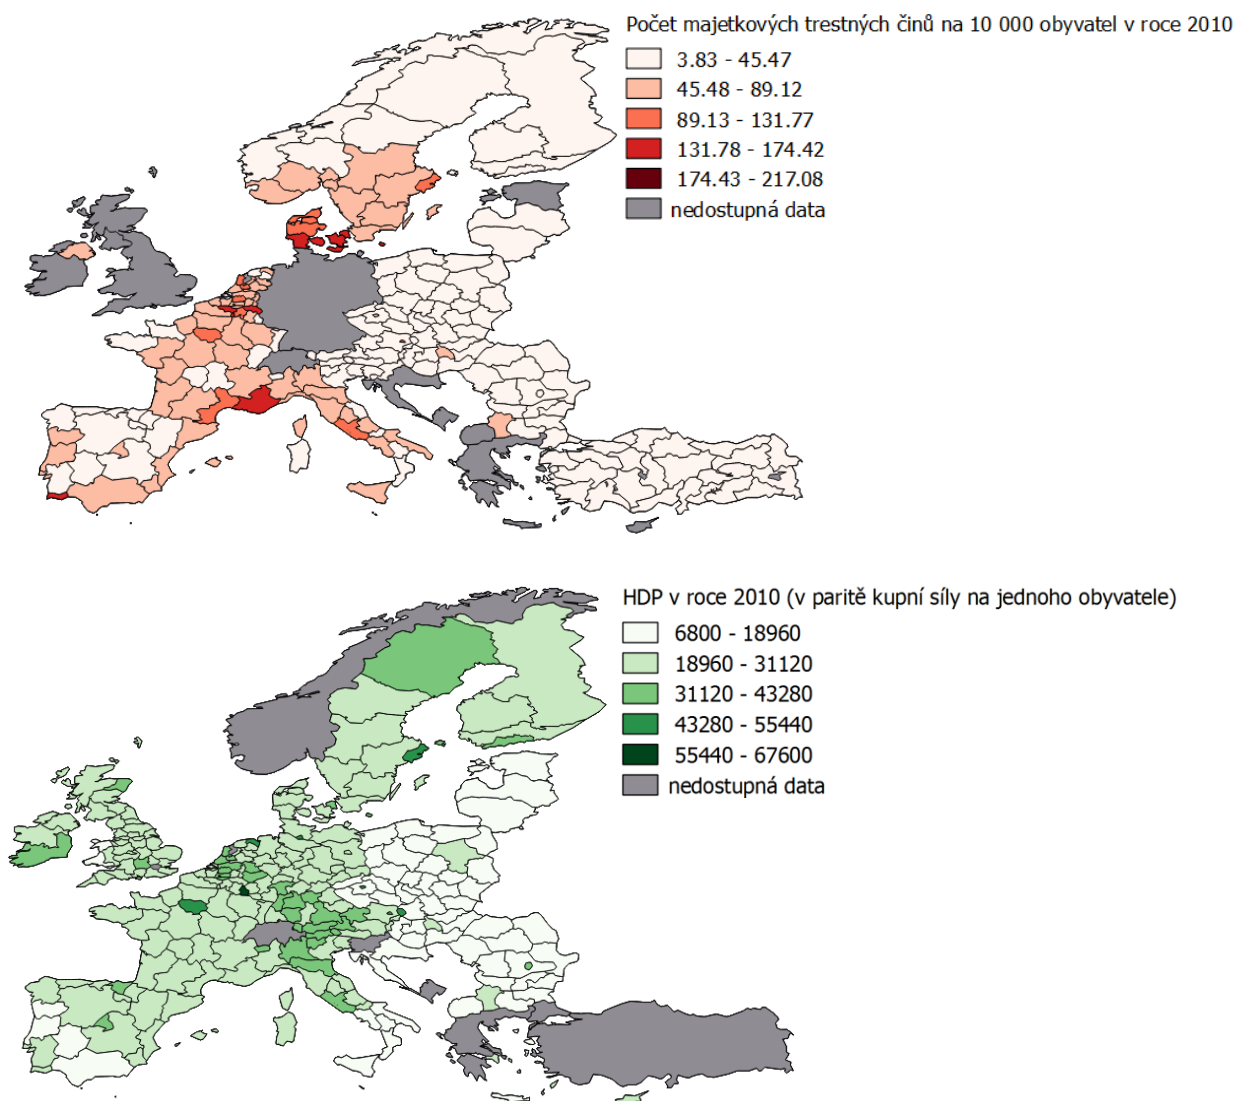 Počet majetkových trestných činů na 10 000 obyvatel v roce 2010
3.83 - 45.47
45.48 - 89.12
89.13 - 131.77
131.78 - 174.42
174.43 - 217.08
nedostupná data
HDP v roce 2010 (v paritě kupní síly na jednoho obyvatele)
6800 - 18960
18960 - 31120
31120 - 43280
43280 - 55440
55440 - 67600
nedostupná data